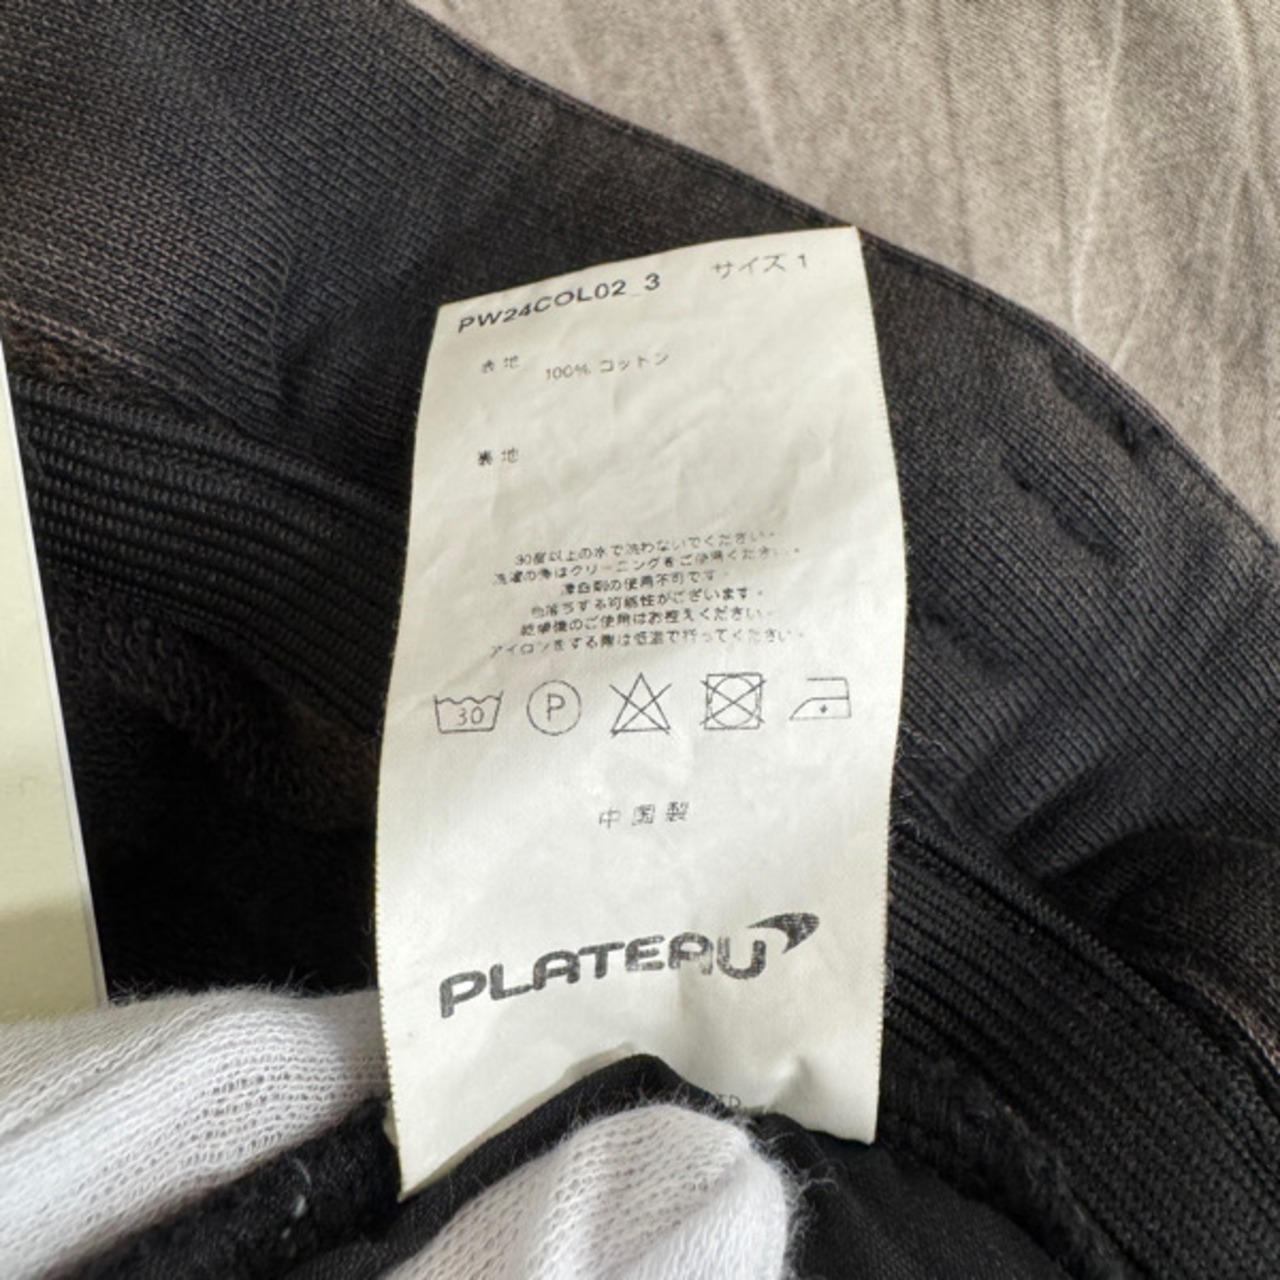 PW24COL02_3 サイズ 1
表地 100% コットン
裏地
30度以上の水で洗わないでください。
洗濯の際はクリーニングをご使用ください。
漂白剤の使用不可です。
色落ちする可能性がございます。
乾燥機のご使用はお控えください。
アイロンをする際は低温で行ってください。
30 P
中国製
PLATEAU